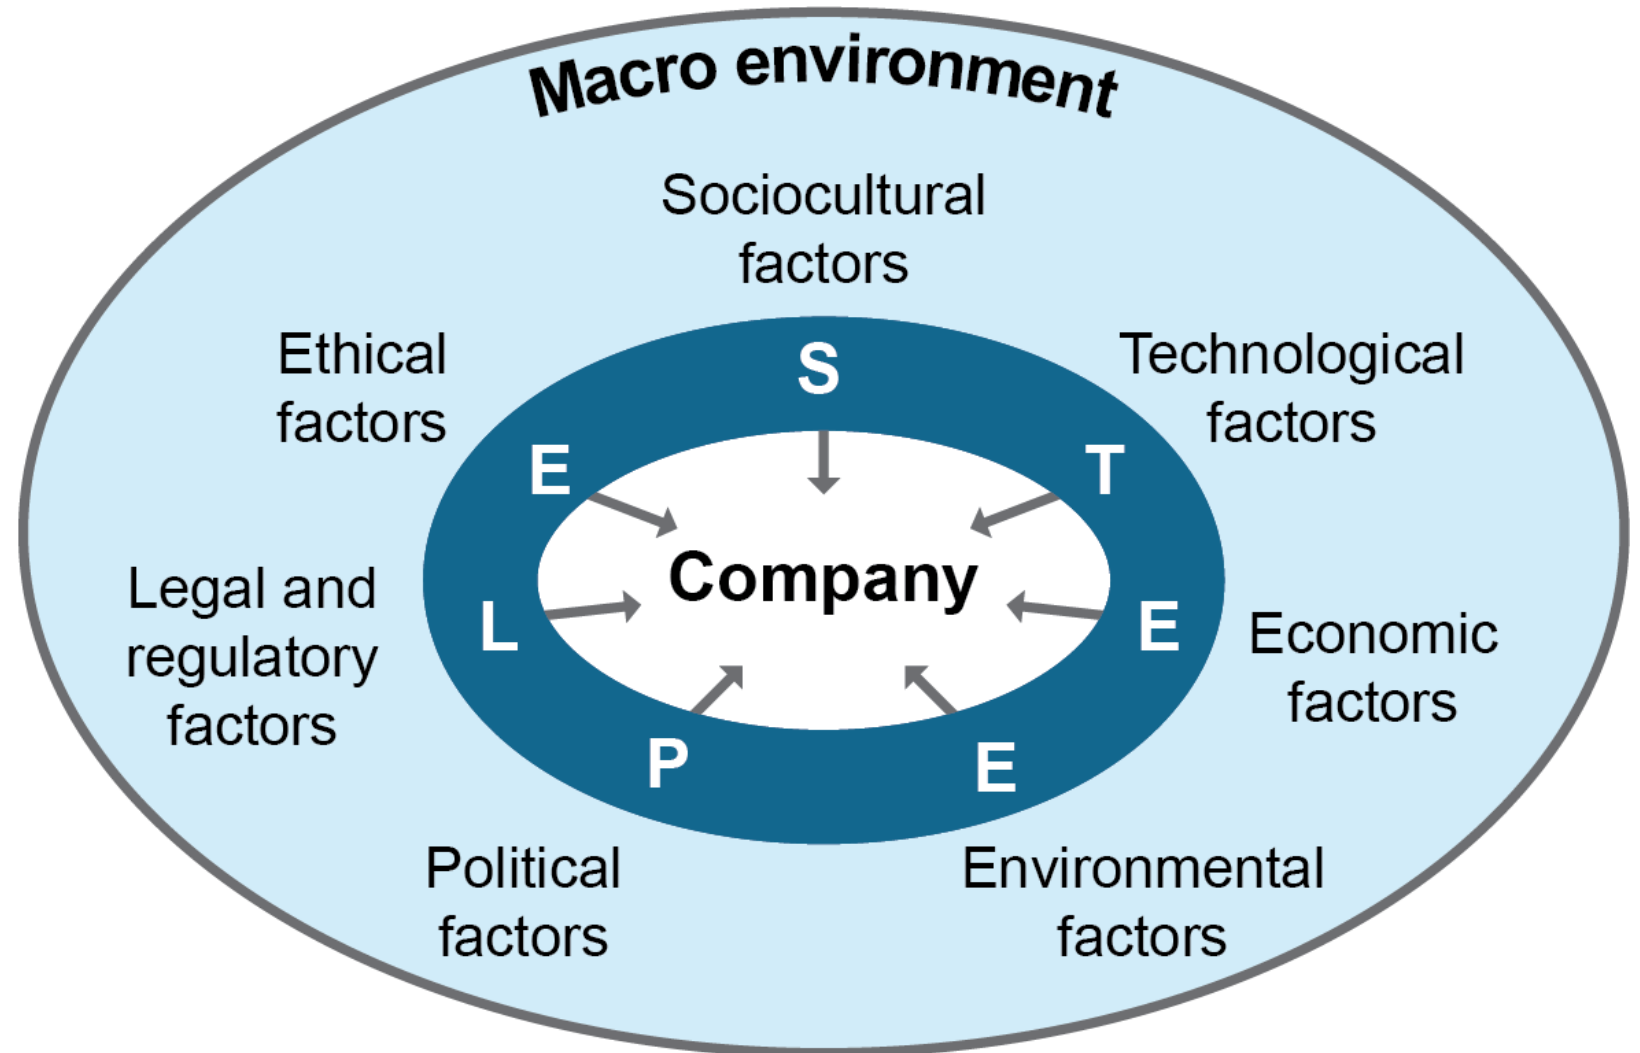 Macro environment
Sociocultural
factors
Technological
factors
Economic
factors
Environmental
factors
Political
factors
Legal and
regulatory
factors
Ethical
factors
S
T
E
E
P
L
E
Company